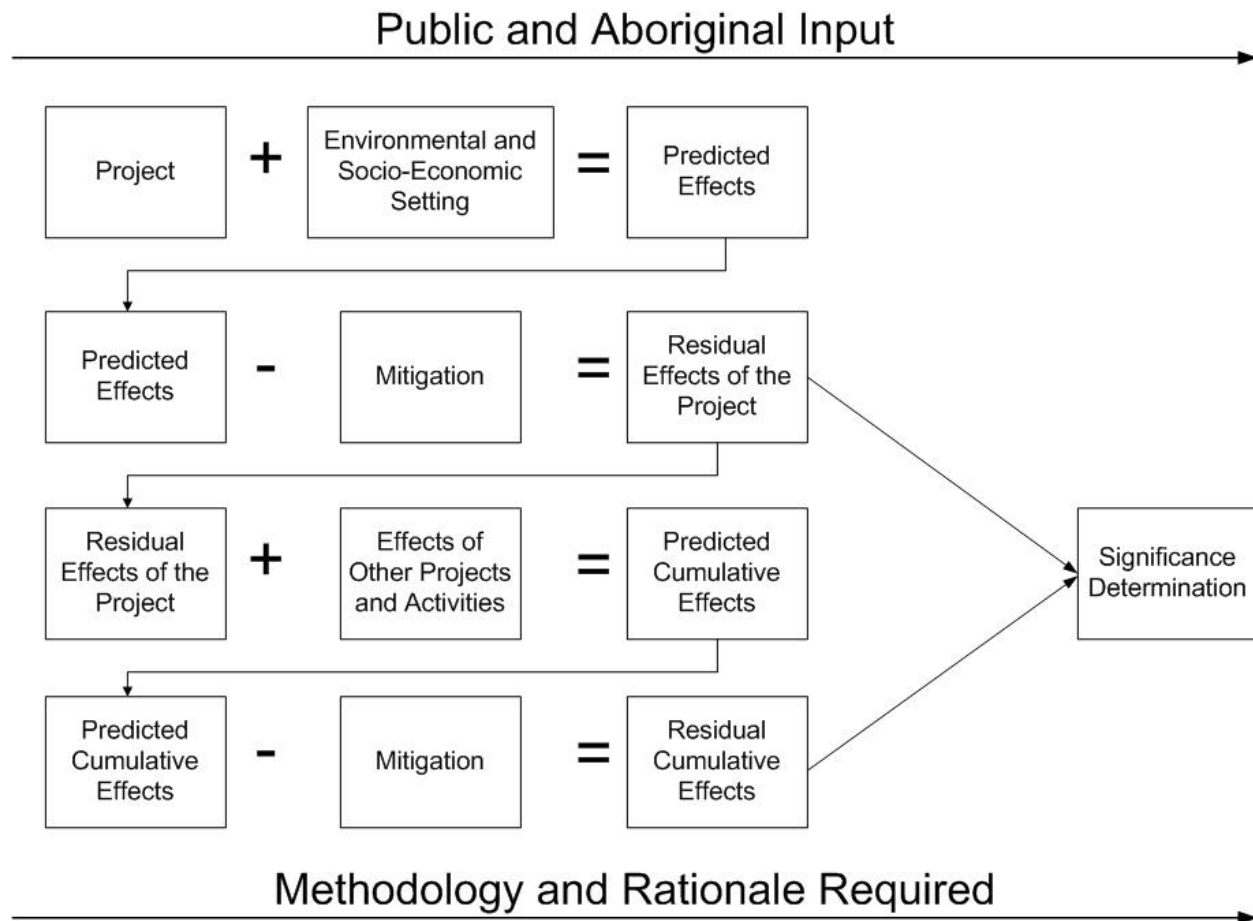 Public and Aboriginal Input
Project
+
Environmental and
Socio-Economic
Setting
=
Predicted
Effects
Predicted
Effects
-
Mitigation
=
Residual
Effects of the
Project
Residual
Effects of the
Project
+
Effects of
Other Projects
and Activities
=
Predicted
Cumulative
Effects
Significance
Determination
Predicted
Cumulative
Effects
-
Mitigation
=
Residual
Cumulative
Effects
Methodology and Rationale Required